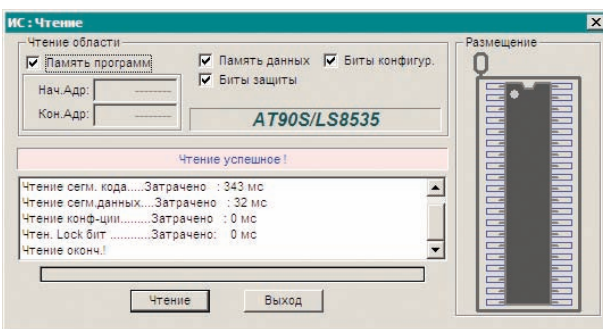 ИС : Чтение
Чтение области
Память программ
Память данных
Биты конфигур.
Биты защиты
Нач.Адр:
--------
Кон.Адр:
--------
AT90S/LS8535
Размещение
Чтение успешное !
Чтение сегм. кода.....Затрачено : 343 мс
Чтение сегм.данных....Затрачено : 32 мс
Чтение конф-ции.........Затрачено : 0 мс
Чтен. Lock бит ...........Затрачено: 0 мс
Чтение оконч.!
Чтение
Выход